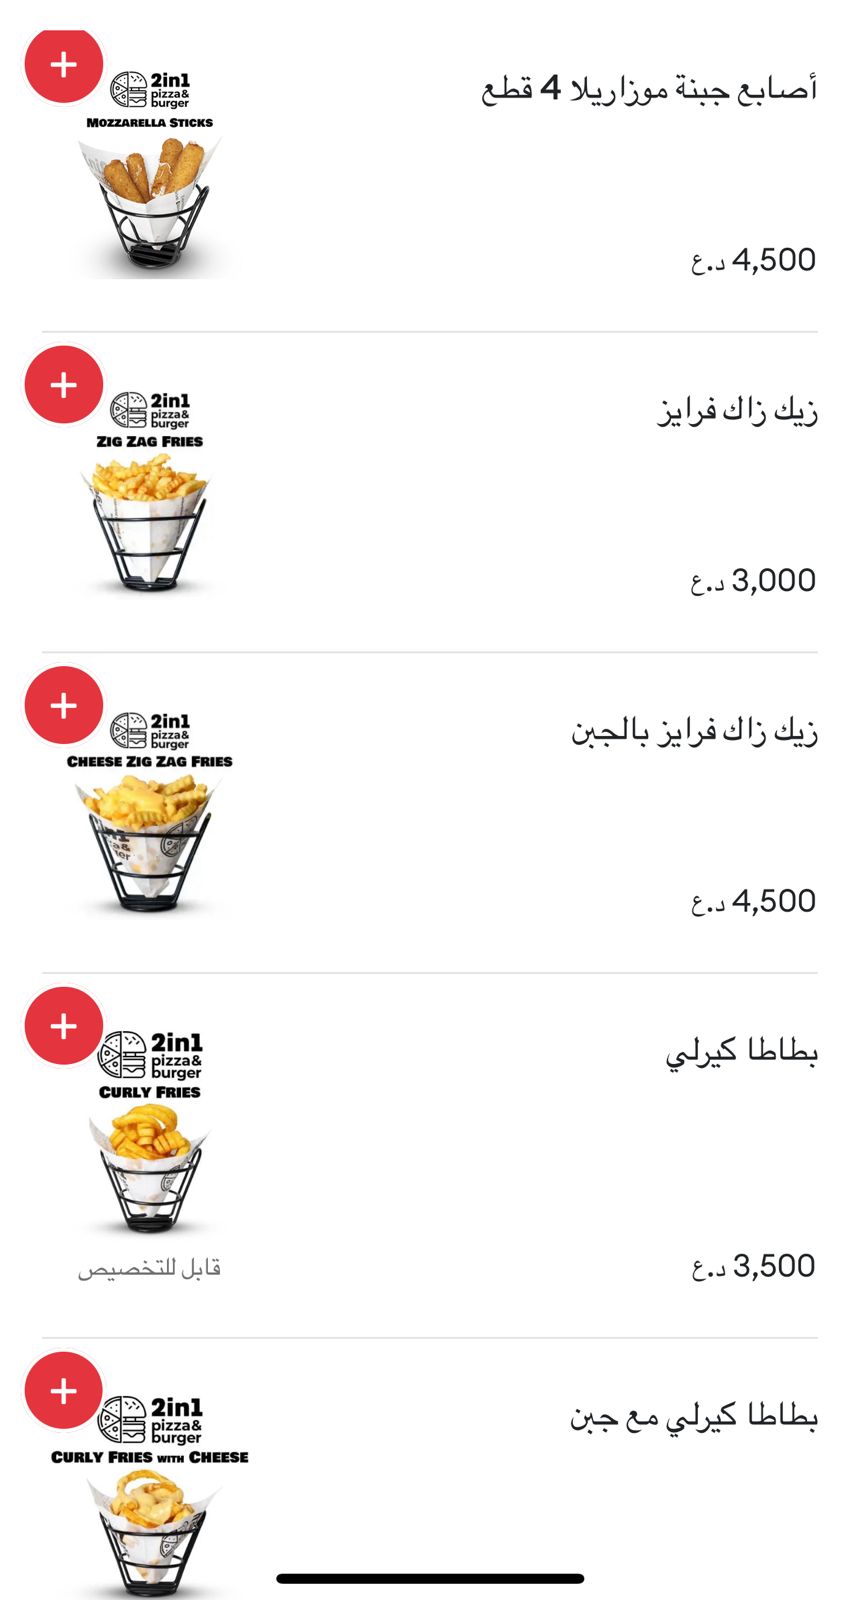 أصابع جبنة موزاريلا 4 قطع
2in1
pizza&
burger
MOZZARELLA STICKS
4,500 د.ع
زيك زاك فرايز
2in1
pizza&
burger
ZIG ZAG FRIES
3,000 د.ع
زيك زاك فرايز بالجبن
2in1
pizza&
burger
CHEESE ZIG ZAG FRIES
4,500 د.ع
بطاطا كيرلي
2in1
pizza&
burger
CURLY FRIES
3,500 د.ع
قابل للتخصيص
بطاطا كيرلي مع جبن
2in1
pizza&
burger
CURLY FRIES WITH CHEESE